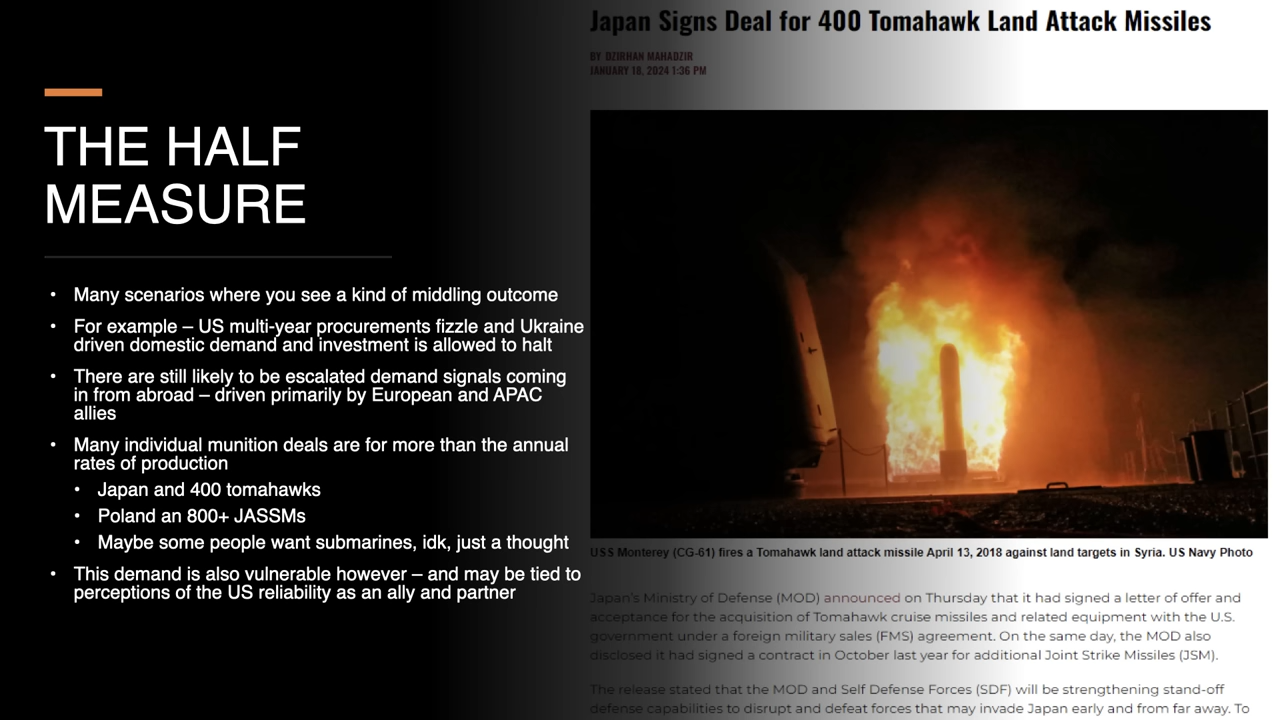 THE HALF
MEASURE
• Many scenarios where you see a kind of middling outcome
• For example – US multi-year procurements fizzle and Ukraine
driven domestic demand and investment is allowed to halt
• There are still likely to be escalated demand signals coming
in from abroad – driven primarily by European and APAC
allies
• Many individual munition deals are for more than the annual
rates of production
• Japan and 400 tomahawks
• Poland an 800+ JASSMs
• Maybe some people want submarines, idk, just a thought
• This demand is also vulnerable however – and may be tied to
perceptions of the US reliability as an ally and partner
Japan Signs Deal for 400 Tomahawk Land Attack Missiles
BY: DZIRHAN MAHADZIR
JANUARY 18, 2024 1:36 PM
USS Monterey (CG-61) fires a Tomahawk land attack missile April 13, 2018 against land targets in Syria. US Navy Photo
Japan's Ministry of Defense (MOD) announced on Thursday that it had signed a letter of offer and
acceptance for the acquisition of Tomahawk cruise missiles and related equipment with the U.S.
government under a foreign military sales (FMS) agreement. On the same day, the MOD also
disclosed it had signed a contract in October last year for additional Joint Strike Missiles (JSM).
The release stated that the MOD and Self Defense Forces (SDF) will be strengthening stand-off
defense capabilities to disrupt and defeat forces that may invade Japan early and from far away. To